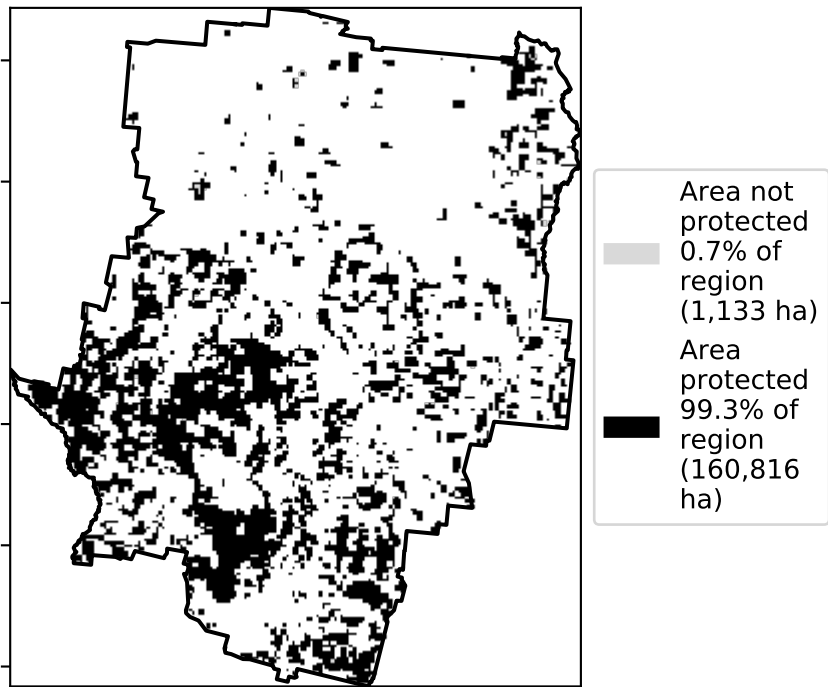 Area not
protected
0.7% of
region
(1,133 ha)
Area
protected
99.3% of
region
(160,816
ha)